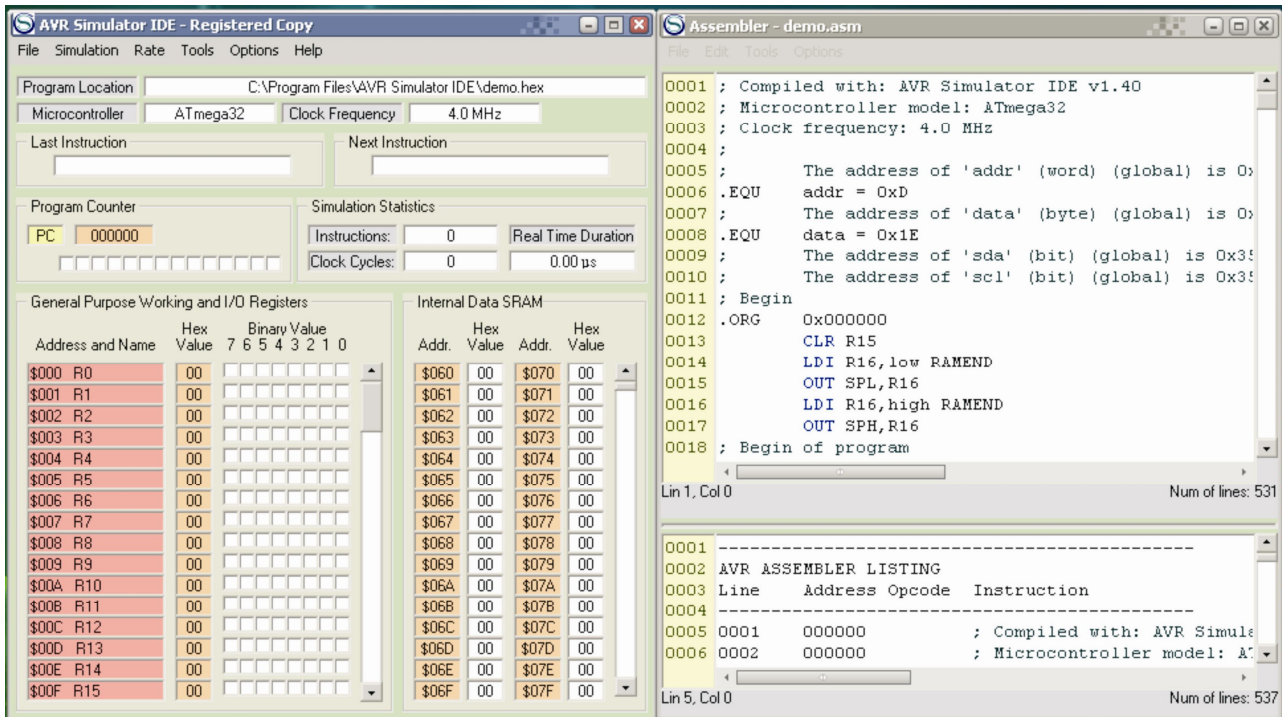 AVR Simulator IDE - Registered Copy
File Simulation Rate Tools Options Help
Program Location C:\Program Files\AVR Simulator IDE\demo.hex
Microcontroller ATmega32 Clock Frequency 4.0 MHz
Last Instruction Next Instruction
Program Counter Simulation Statistics
PC 000000 Instructions: 0 Real Time Duration
Clock Cycles: 0 0.00 µs
General Purpose Working and I/O Registers Internal Data SRAM
Hex Binary Value Hex Hex
Address and Name Value 7 6 5 4 3 2 1 0 Addr. Value Addr. Value
$000 R0 00 $060 00 $070 00
$001 R1 00 $061 00 $071 00
$002 R2 00 $062 00 $072 00
$003 R3 00 $063 00 $073 00
$004 R4 00 $064 00 $074 00
$005 R5 00 $065 00 $075 00
$006 R6 00 $066 00 $076 00
$007 R7 00 $067 00 $077 00
$008 R8 00 $068 00 $078 00
$009 R9 00 $069 00 $079 00
$00A R10 00 $06A 00 $07A 00
$00B R11 00 $06B 00 $07B 00
$00C R12 00 $06C 00 $07C 00
$00D R13 00 $06D 00 $07D 00
$00E R14 00 $06E 00 $07E 00
$00F R15 00 $06F 00 $07F 00
Assembler - demo.asm
File Edit Tools Options
0001 ; Compiled with: AVR Simulator IDE v1.40
0002 ; Microcontroller model: ATmega32
0003 ; Clock frequency: 4.0 MHz
0004 ;
0005 ; The address of 'addr' (word) (global) is 0x
0006 .EQU addr = 0xD
0007 ; The address of 'data' (byte) (global) is 0x
0008 .EQU data = 0x1E
0009 ; The address of 'sda' (bit) (global) is 0x35
0010 ; The address of 'scl' (bit) (global) is 0x35
0011 ; Begin
0012 .ORG 0x000000
0013 CLR R15
0014 LDI R16,low RAMEND
0015 OUT SPL,R16
0016 LDI R16,high RAMEND
0017 OUT SPH,R16
0018 ; Begin of program
Lin 1, Col 0 Num of lines: 531
0001 ---------------------------------------------
0002 AVR ASSEMBLER LISTING
0003 Line Address Opcode Instruction
0004 ---------------------------------------------
0005 0001 000000 ; Compiled with: AVR Simula
0006 0002 000000 ; Microcontroller model: AT
Lin 5, Col 0 Num of lines: 537